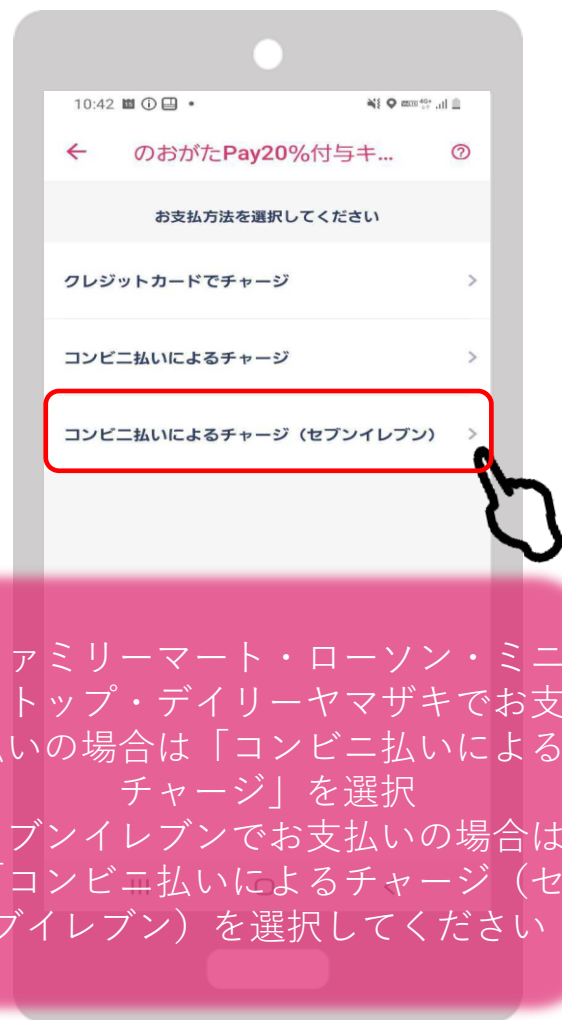 10:42
のおがたPay20%付与キ...
お支払方法を選択してください
クレジットカードでチャージ
コンビニ払いによるチャージ
コンビニ払いによるチャージ（セブンイレブン）
ァミリーマート・ローソン・ミニ
トップ・デイリーヤマザキでお支
いの場合は「コンビニ払いによる
チャージ」を選択
ブンイレブンでお支払いの場合は
「コンビニ払いによるチャージ（セ
ブイレブン）を選択してください